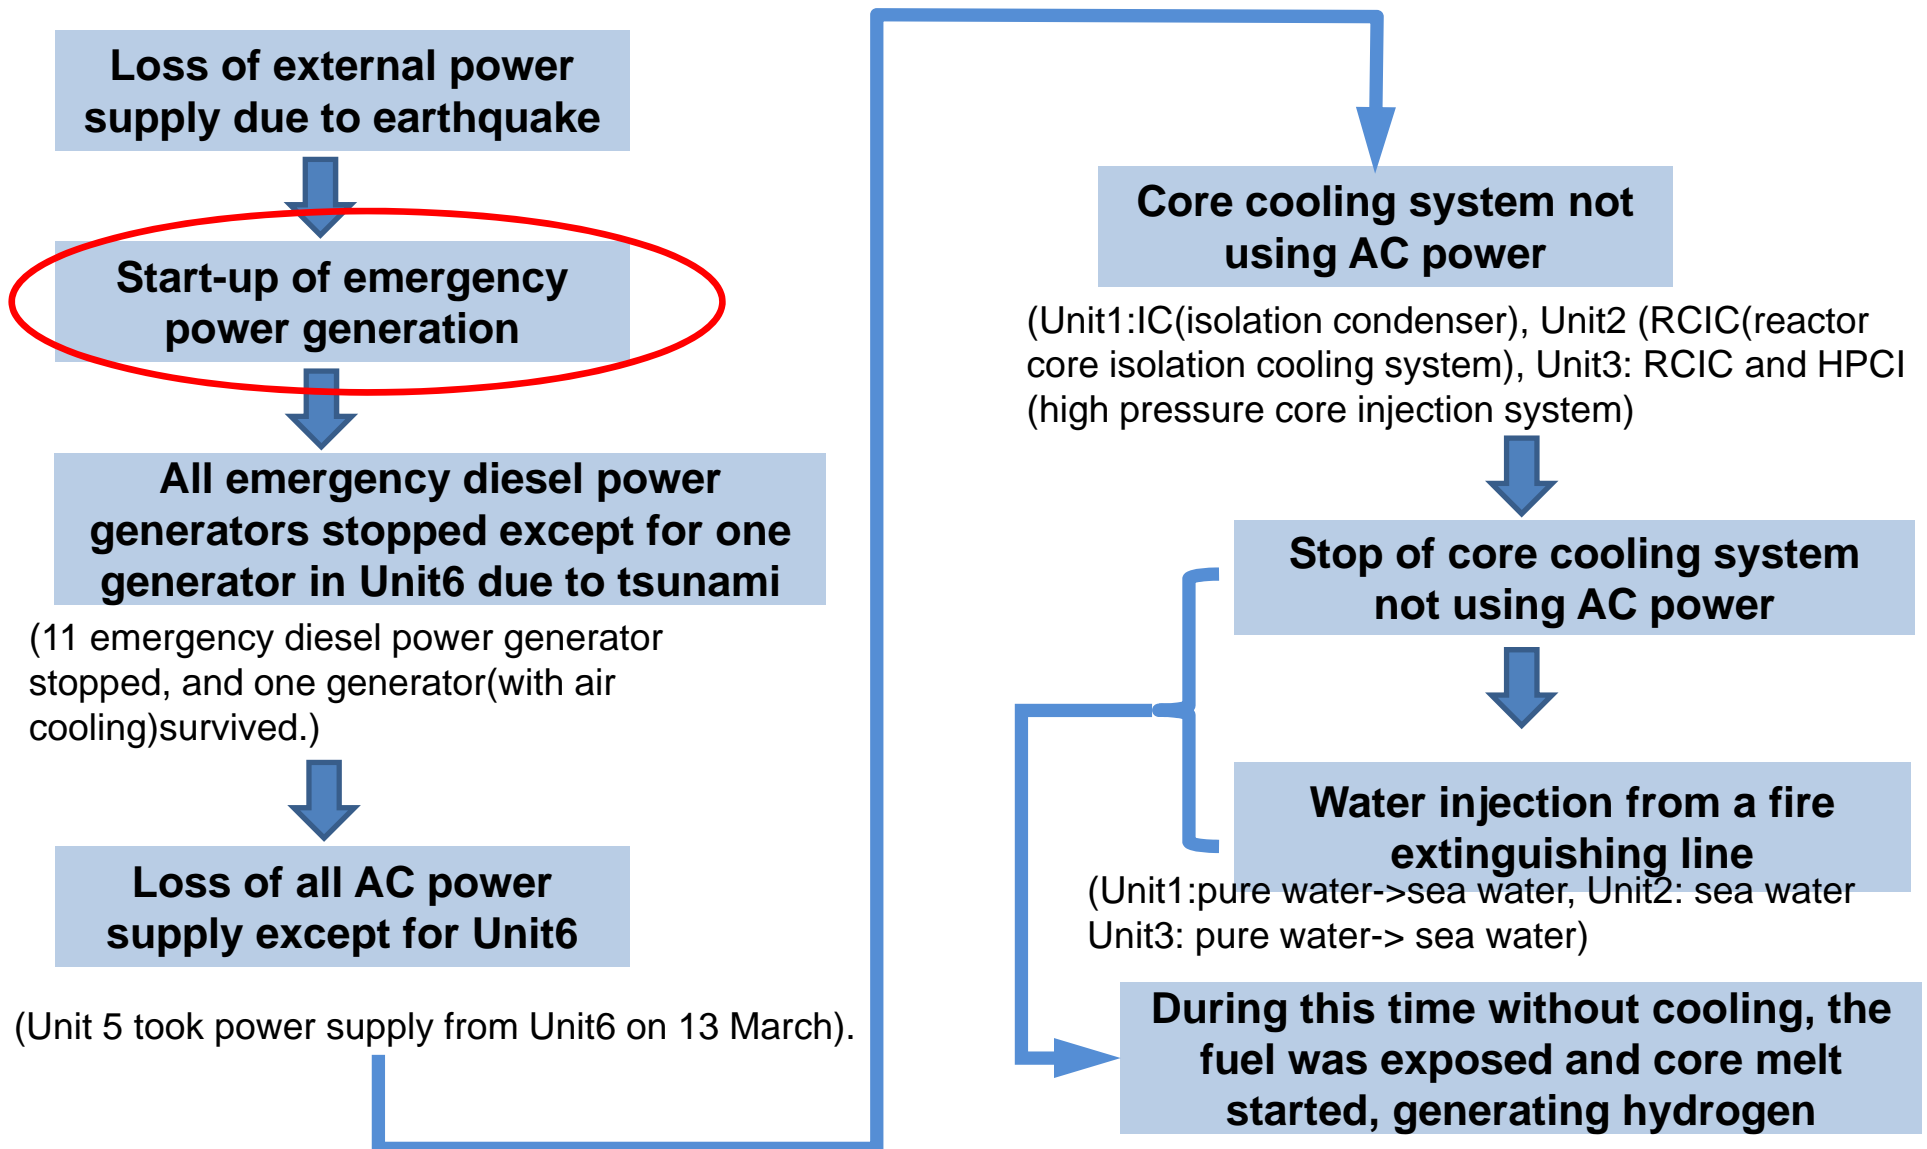 Loss of external power
supply due to earthquake
Start-up of emergency
power generation
All emergency diesel power
generators stopped except for one
generator in Unit6 due to tsunami
(11 emergency diesel power generator
stopped, and one generator(with air
cooling)survived.)
Loss of all AC power
supply except for Unit6
(Unit 5 took power supply from Unit6 on 13 March).
Core cooling system not
using AC power
(Unit1:IC(isolation condenser), Unit2 (RCIC(reactor
core isolation cooling system), Unit3: RCIC and HPCI
(high pressure core injection system)
Stop of core cooling system
not using AC power
Water injection from a fire
extinguishing line
(Unit1:pure water->sea water, Unit2: sea water
Unit3: pure water-> sea water)
During this time without cooling, the
fuel was exposed and core melt
started, generating hydrogen